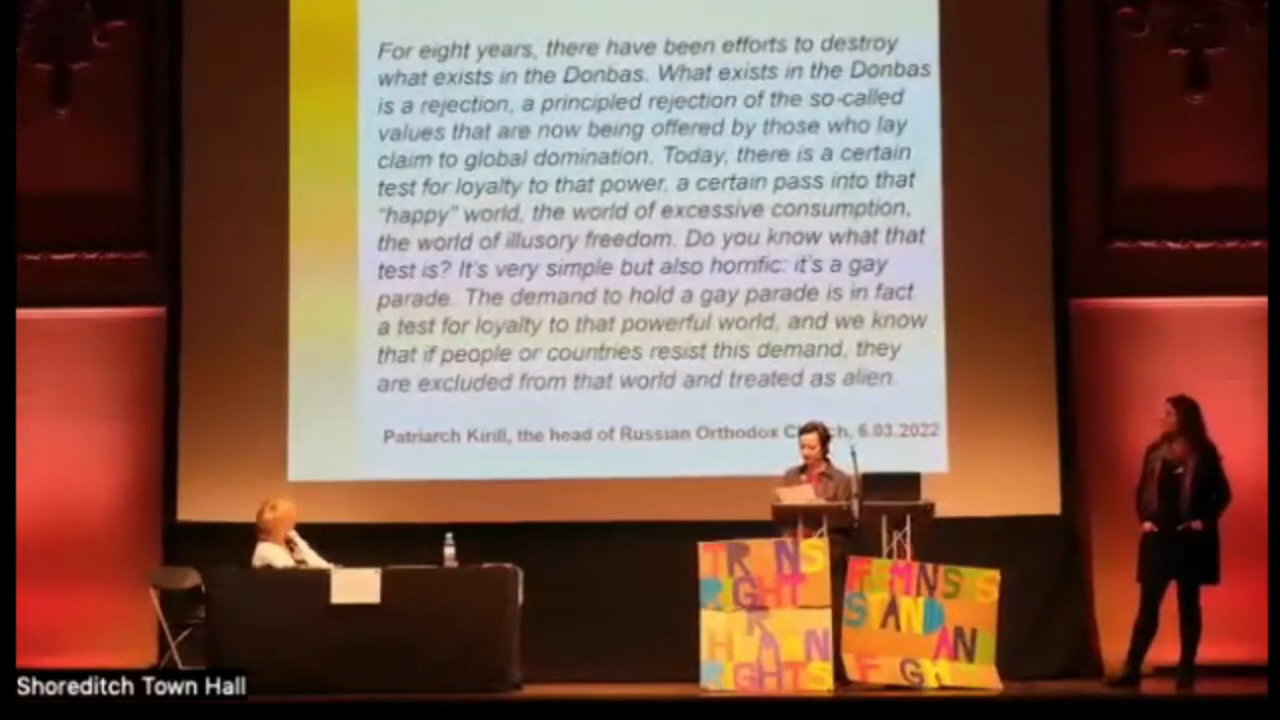 For eight years, there have been efforts to destroy
what exists in the Donbas. What exists in the Donbas
is a rejection, a principled rejection of the so-called
values that are now being offered by those who lay
claim to global domination. Today, there is a certain
test for loyalty to that power, a certain pass into that
"happy" world, the world of excessive consumption,
the world of illusory freedom. Do you know what that
test is? It's very simple but also horrific: it's a gay
parade. The demand to hold a gay parade is in fact
a test for loyalty to that powerful world, and we know
that if people or countries resist this demand, they
are excluded from that world and treated as alien.
Patriarch Kirill, the head of Russian Orthodox 6.03.2022
TR NS
RIGHT
R
H M N
RIGHTS
STAND
Shoreditch Town Hall